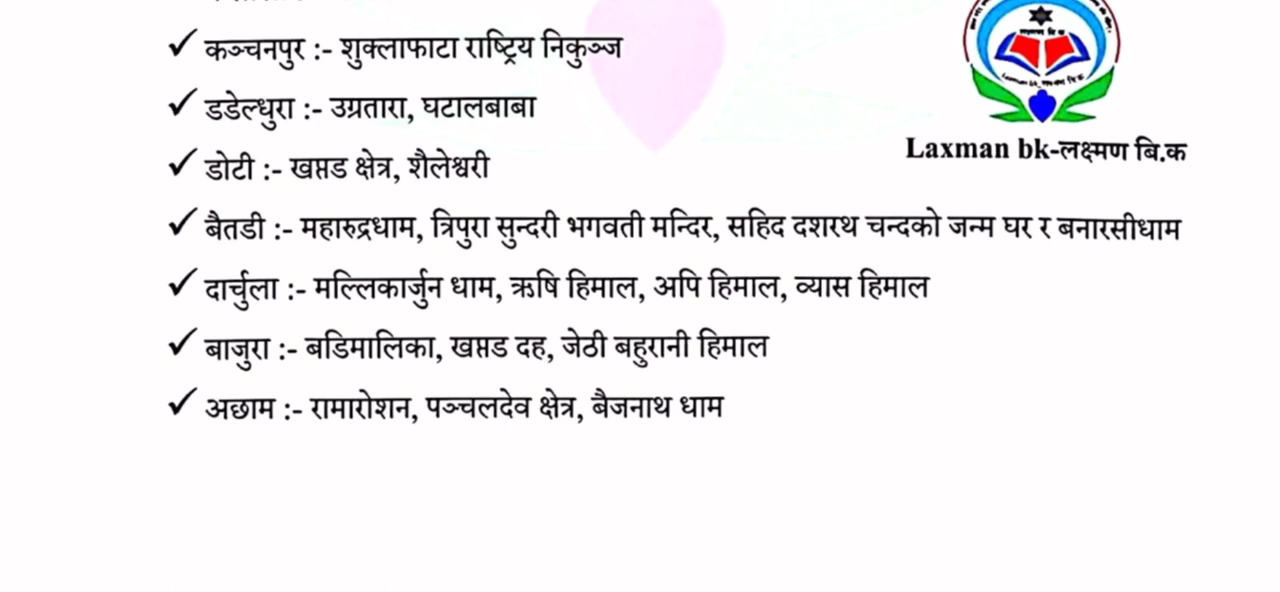 ✓ कञ्चनपुर :- शुक्लाफाटा राष्ट्रिय निकुञ्ज
✓ डडेल्धुरा :- उग्रतारा, घटालबाबा
Laxman bk-लक्ष्मण बि.क
✓ डोटी :- खप्तड क्षेत्र, शैलेश्वरी
✓ बैतडी :- महारुद्रधाम, त्रिपुरा सुन्दरी भगवती मन्दिर, सहिद दशरथ चन्दको जन्म घर र बनारसीधाम
✓ दार्चुला :- मल्लिकार्जुन धाम, ऋषि हिमाल, अपि हिमाल, व्यास हिमाल
✓ बाजुरा :- बडिमालिका, खप्तड दह, जेठी बहुरानी हिमाल
✓ अछाम :- रामारोशन, पञ्चलदेव क्षेत्र, बैजनाथ धाम